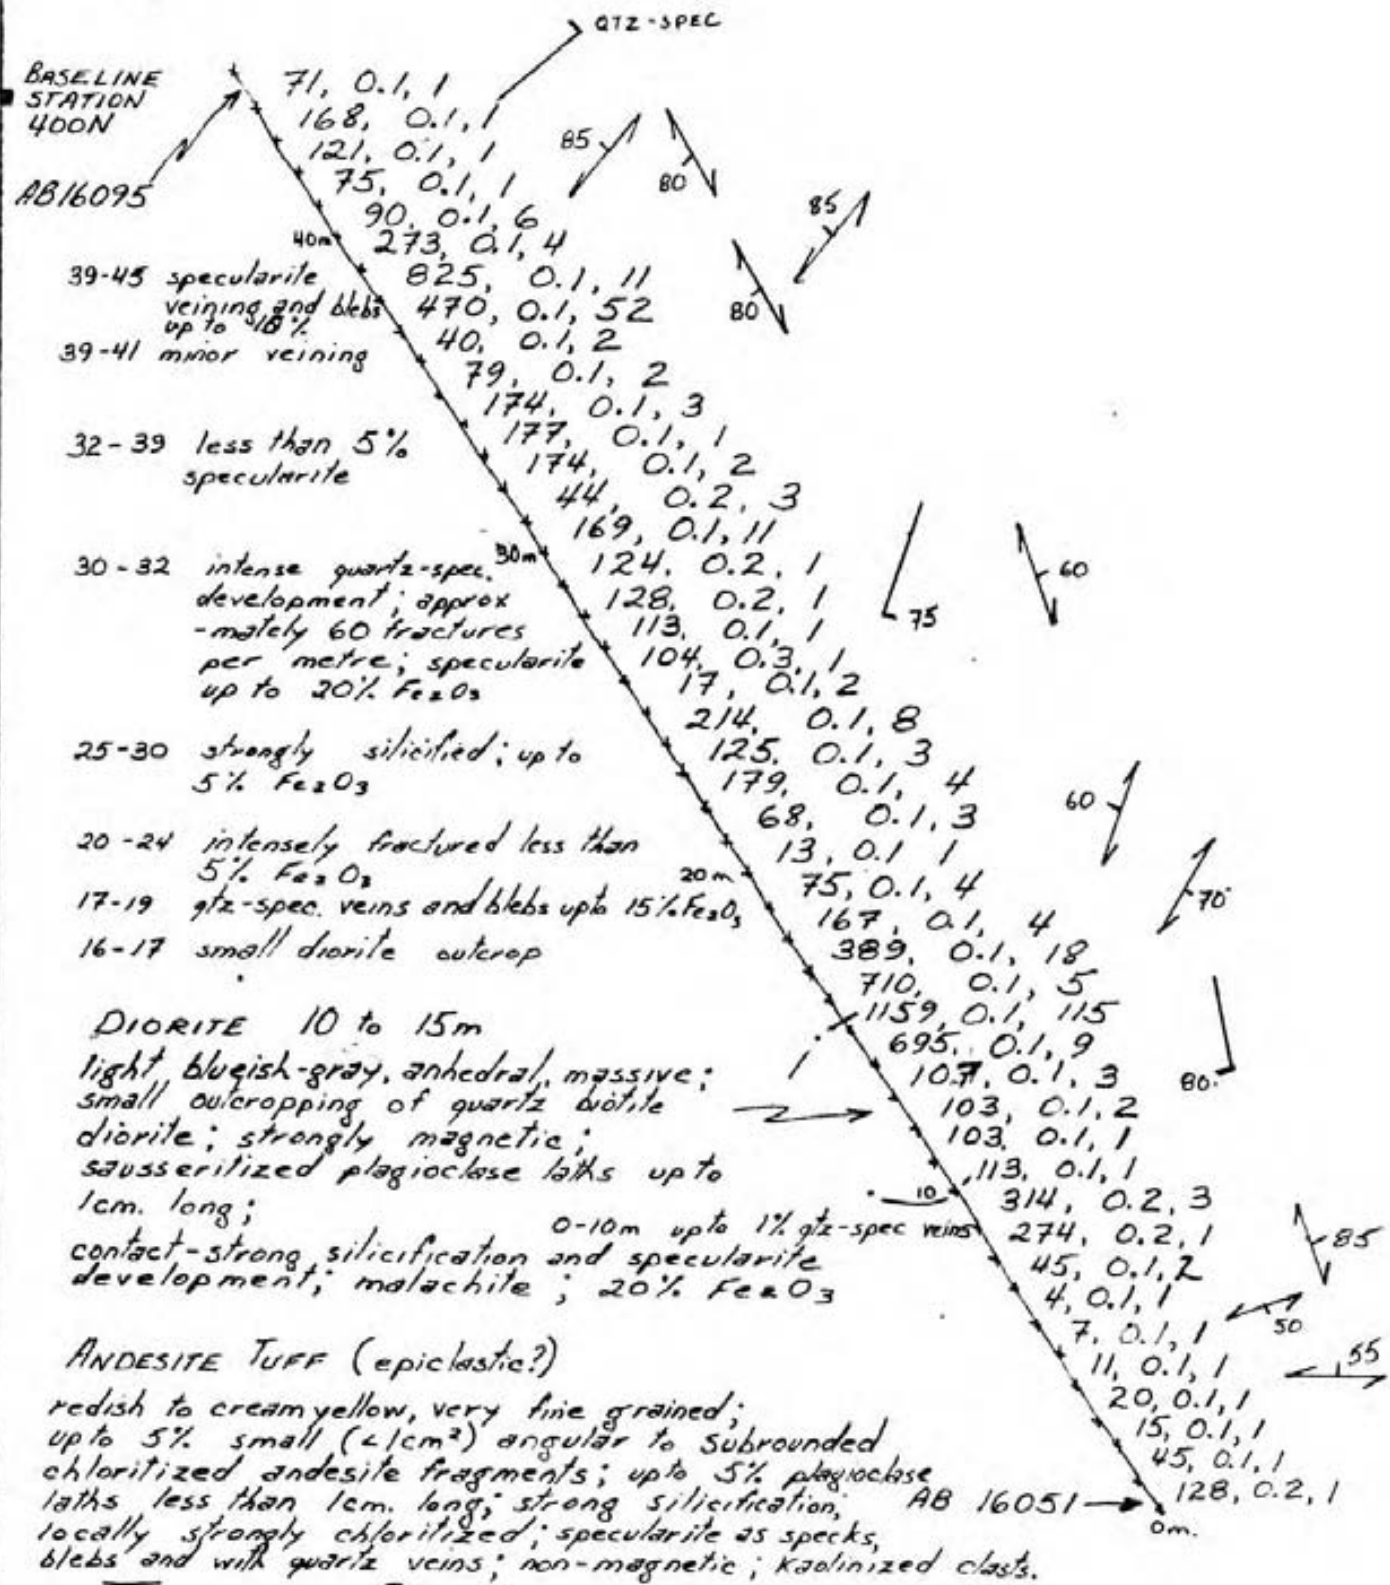 QTZ-SPEC
BASELINE
STATION
400N
AB16095
71, 0.1, 1
168, 0.1, 1
121, 0.1, 1
75, 0.1, 1
90, 0.1, 6
40m
273, 0.1, 4
825, 0.1, 11
470, 0.1, 52
40, 0.1, 2
79, 0.1, 2
174, 0.1, 3
177, 0.1, 1
174, 0.1, 2
44, 0.2, 3
169, 0.1, 11
30m
124, 0.2, 1
128, 0.2, 1
113, 0.1, 1
104, 0.3, 1
17, 0.1, 2
214, 0.1, 8
125, 0.1, 3
179, 0.1, 4
68, 0.1, 3
13, 0.1 1
20m
75, 0.1, 4
167, 0.1, 4
389, 0.1, 18
710, 0.1, 5
1159, 0.1, 115
695, 0.1, 9
107, 0.1, 3
103, 0.1, 2
103, 0.1, 1
113, 0.1, 1
10
314, 0.2, 3
274, 0.2, 1
45, 0.1, 2
4, 0.1, 1
7, 0.1, 1
11, 0.1, 1
20, 0.1, 1
15, 0.1, 1
45, 0.1, 1
128, 0.2, 1
0m.
85
80
85
80
60
75
60
70
80
85
50
55
39-45 specularite
veining and blebs
up to 10%
39-41 minor veining
32-39 less than 5%
specularite
30-32 intense quartz-spec.
development; approx
-mately 60 fractures
per metre; specularite
up to 20% Fe2O3
25-30 strongly silicified; up to
5% Fe2O3
20-24 intensely fractured less than
5% Fe2O3
17-19 qtz-spec. veins and blebs upto 15% Fe2O3
16-17 small diorite outcrop
DIORITE 10 to 15m
light blueish-gray, anhedral, massive;
small outcropping of quartz biotite
diorite; strongly magnetic;
sausseritized plagioclase laths up to
1cm. long;
0-10m upto 1% qtz-spec veins
contact-strong silicification and specularite
development; malachite; 20% Fe2O3
ANDESITE TUFF (epiclastic?)
redish to cream yellow, very fine grained;
up to 5% small (<1cm²) angular to subrounded
chloritized andesite fragments; upto 5% plagioclase
laths less than 1cm. long; strong silicification;
AB 16051
locally strongly chloritized; specularite as specks,
blebs and with quartz veins; non-magnetic; kaolinized clasts.